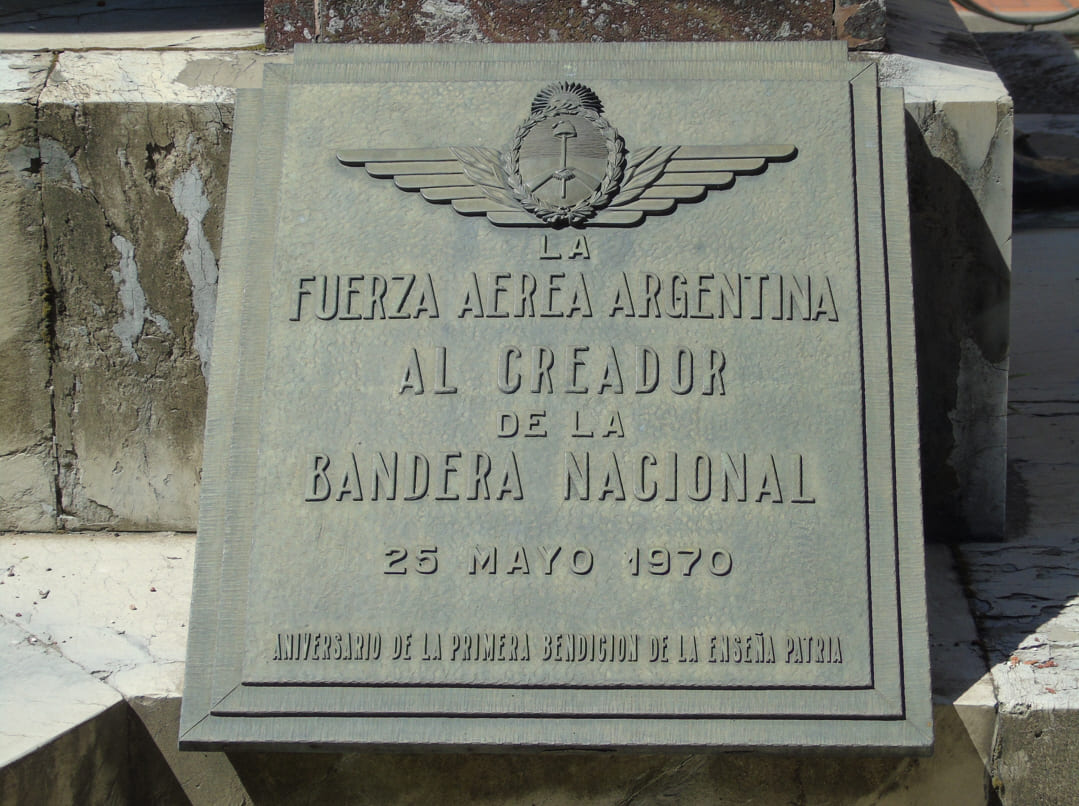 LA
FUERZA AEREA ARGENTINA
AL CREADOR
DE LA
BANDERA NACIONAL
25 MAYO 1970
ANIVERSARIO DE LA PRIMERA BENDICION DE LA ENSEÑA PATRIA